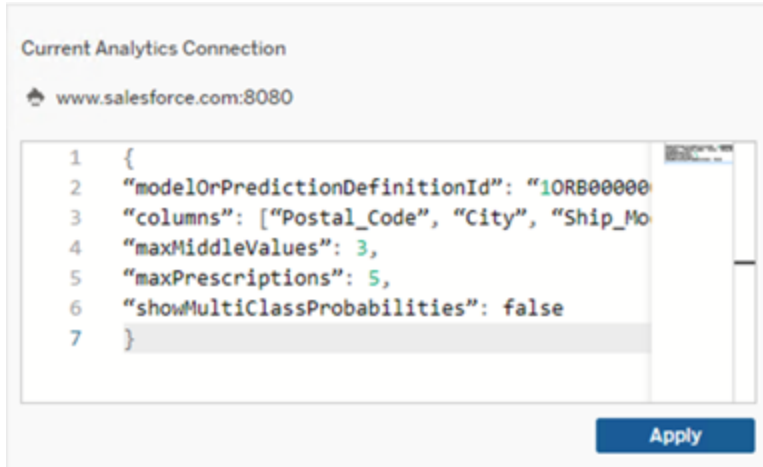 Current Analytics Connection
www.salesforce.com:8080
1 {
2 “modelOrPredictionDefinitionId”: “1ORB00000
3 “columns”: [“Postal_Code”, “City”, “Ship_Mo
4 “maxMiddleValues”: 3,
5 “maxPrescriptions”: 5,
6 “showMultiClassProbabilities”: false
7 }
Apply